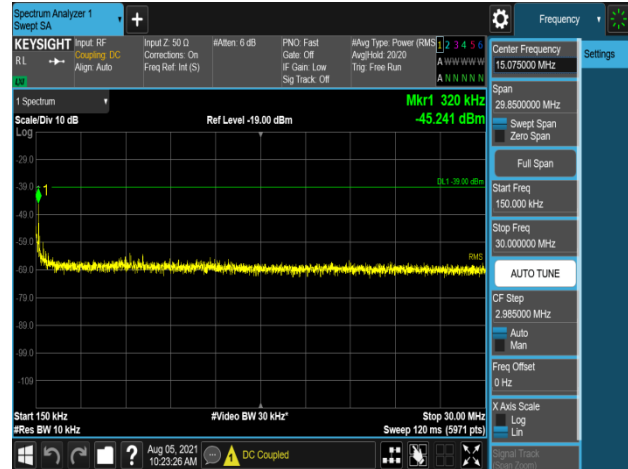 Spectrum Analyzer 1
Swept SA
Frequency
KEYSIGHT
RL
Input: RF
Coupling: DC
Align: Auto
Input Z: 50 Ω
Corrections: On
Freq Ref: Int (S)
#Atten: 6 dB
PNO: Fast
Gate: Off
IF Gain: Low
Sig Track: Off
#Avg Type: Power (RMS
Avg|Hold: 20/20
Trig: Free Run
1 2 3 4 5 6
A W W W W W
A N N N N N
Settings
1 Spectrum
Scale/Div 10 dB
Log
Ref Level -19.00 dBm
Mkr1 320 kHz
-45.241 dBm
-29.0
-39.0
-49.0
-59.0
-69.0
-79.0
-89.0
-99.0
-109
1
DL1 -39.00 dBm
RMS
Start 150 kHz
#Res BW 10 kHz
#Video BW 30 kHz*
Stop 30.00 MHz
Sweep 120 ms (5971 pts)
Center Frequency
15.075000 MHz
Span
29.8500000 MHz
Swept Span
Zero Span
Full Span
Start Freq
150.000 kHz
Stop Freq
30.000000 MHz
AUTO TUNE
CF Step
2.985000 MHz
Auto
Man
Freq Offset
0 Hz
X Axis Scale
Log
Lin
Signal Track
(Span Zoom)
?
Aug 05, 2021
10:23:26 AM
DC Coupled